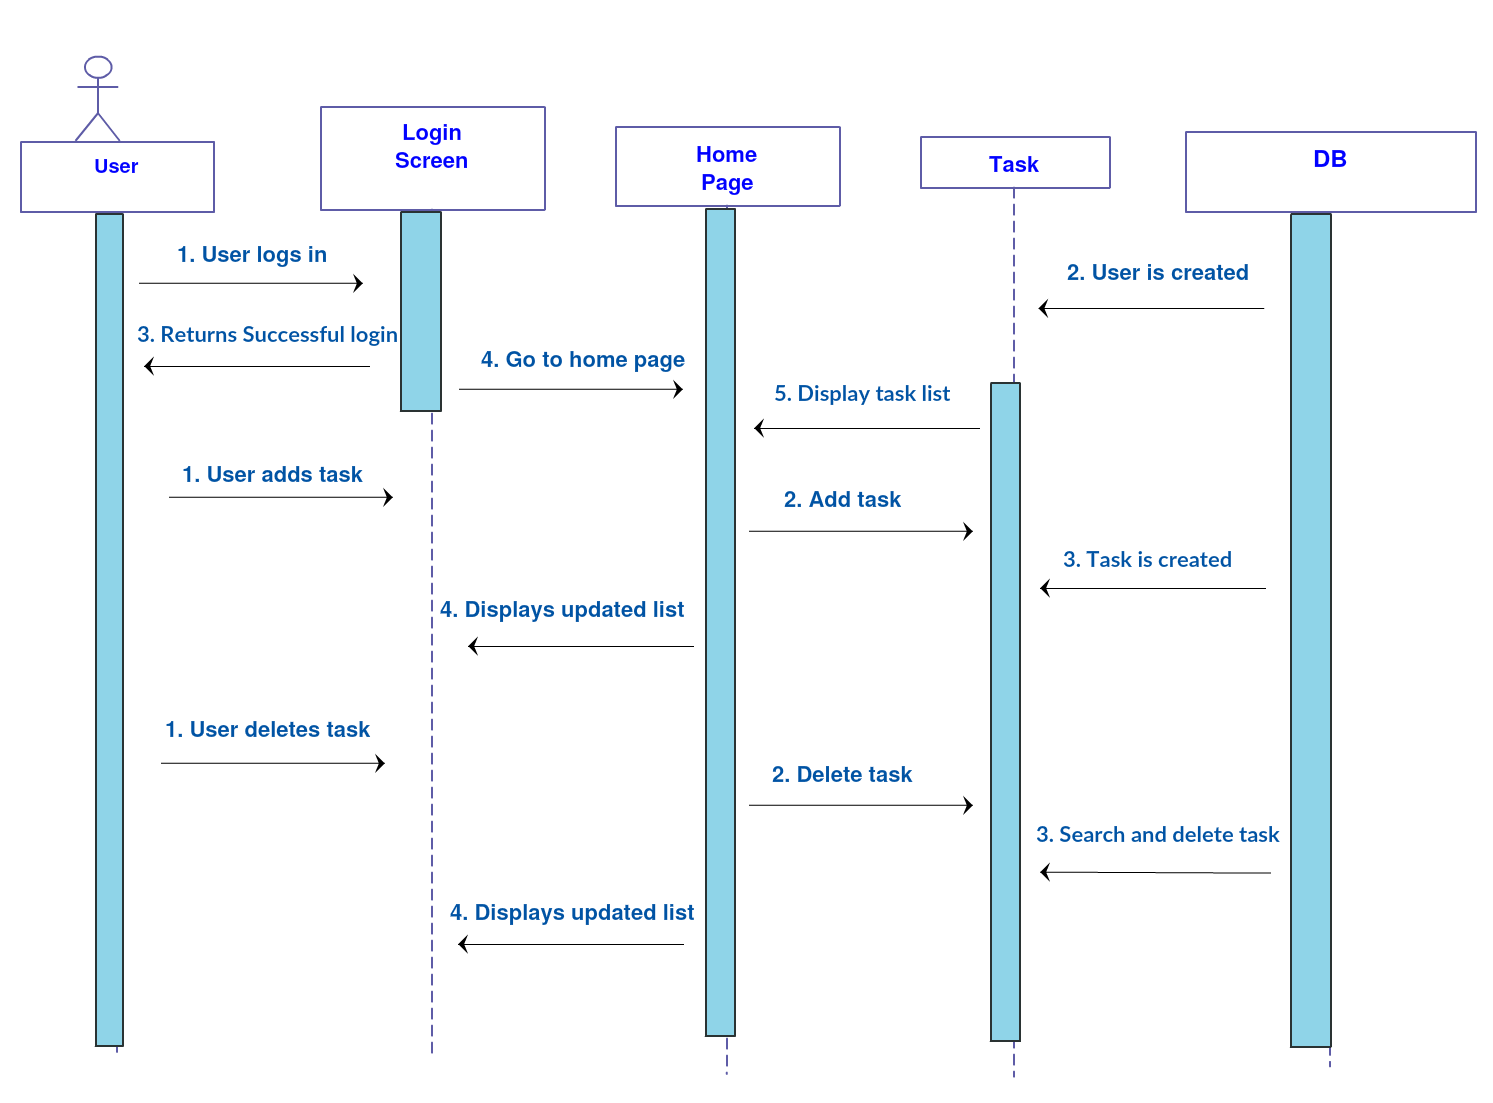 User
Login
Screen
Home
Page
Task
DB
1. User logs in
2. User is created
3. Returns Successful login
4. Go to home page
5. Display task list
1. User adds task
2. Add task
3. Task is created
4. Displays updated list
1. User deletes task
2. Delete task
3. Search and delete task
4. Displays updated list